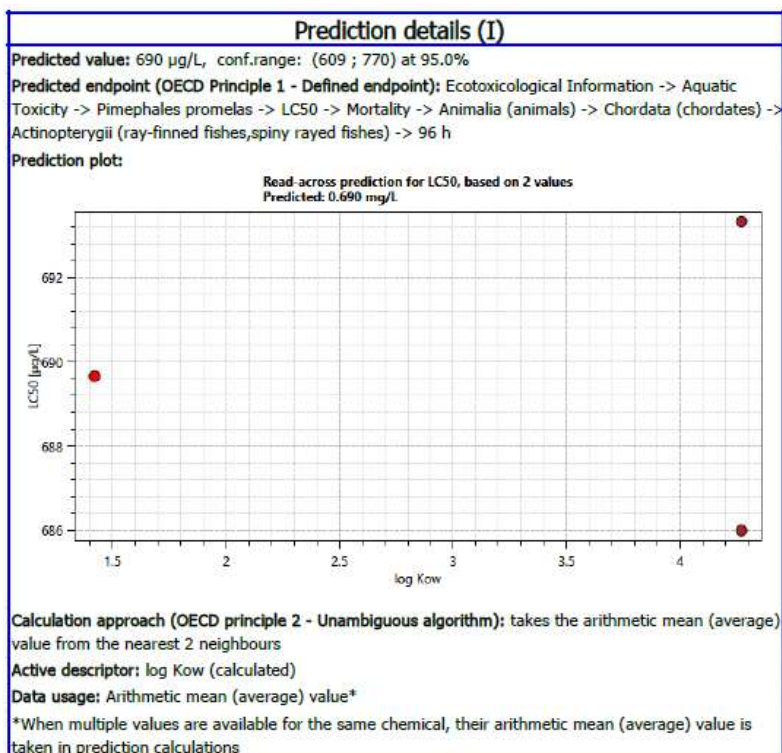 Prediction details (I)
Predicted value: 690 µg/L, conf.range: (609 ; 770) at 95.0%
Predicted endpoint (OECD Principle 1 - Defined endpoint): Ecotoxicological Information -> Aquatic
Toxicity -> Pimephales promelas -> LC50 -> Mortality -> Animalia (animals) -> Chordata (chordates) ->
Actinopterygii (ray-finned fishes,spiny rayed fishes) -> 96 h
Prediction plot:
Read-across prediction for LC50, based on 2 values
Predicted: 0.690 mg/L
LC50 [µg/L]
692
690
688
686
1.5 2 2.5 3 3.5 4
log Kow
Calculation approach (OECD principle 2 - Unambiguous algorithm): takes the arithmetic mean (average)
value from the nearest 2 neighbours
Active descriptor: log Kow (calculated)
Data usage: Arithmetic mean (average) value*
*When multiple values are available for the same chemical, their arithmetic mean (average) value is
taken in prediction calculations